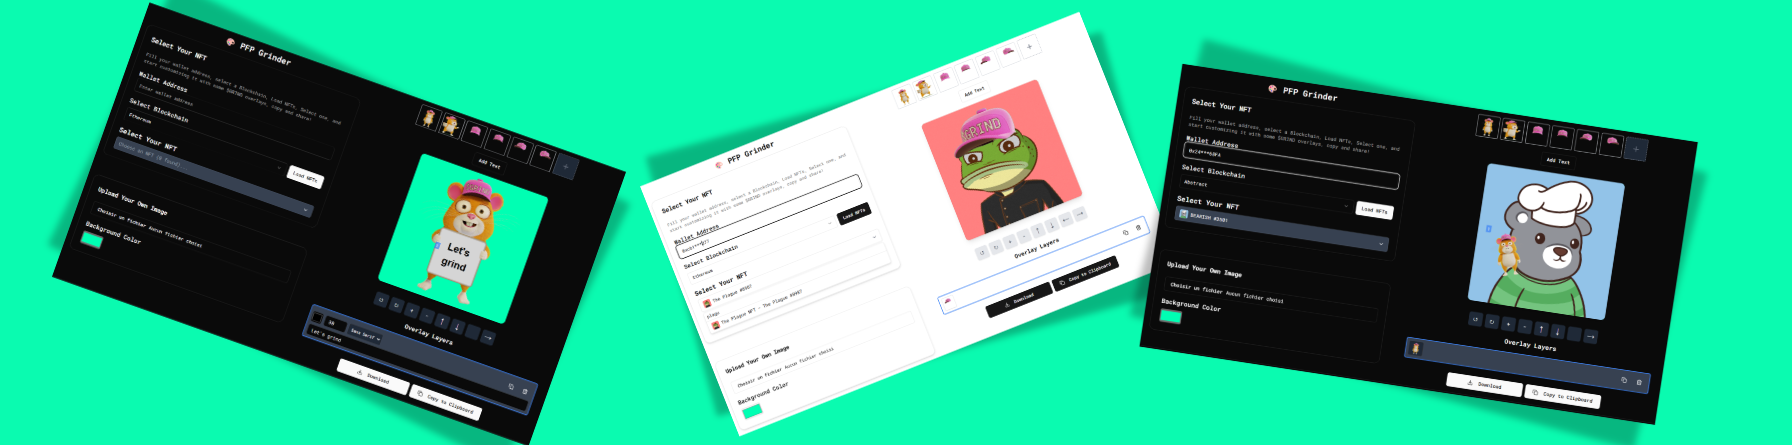 PFP Grinder
Select Your NFT
Fill your wallet address, select a Blockchain, Load NFTs, Select one, and
start customizing it with some $GRIND overlays, copy and share!
Wallet Address
Enter wallet address
Select Blockchain
Ethereum
Load NFTs
Select Your NFT
Choose an NFT (0 found)
Upload Your Own Image
Choisir un fichier Aucun fichier choisi
Background Color
Add Text
GRIND
Let's
grind
Overlay Layers
Sans Serif
Let's grind
Download
Copy to Clipboard
PFP Grinder
Select Your NFT
Fill your wallet address, select a Blockchain, Load NFTs, Select one, and
start customizing it with some $GRIND overlays, copy and share!
Wallet Address
Select Blockchain
Load NFTs
Ethereum
Select Your NFT
The Plague #8907
plagu
The Plague NFT - The Plague #8907
Upload Your Own Image
Choisir un fichier Aucun fichier choisi
Background Color
Add Text
GRIND
Overlay Layers
Download
Copy to Clipboard
PFP Grinder
Select Your NFT
Fill your wallet address, select a Blockchain, Load NFTs, Select one, and
start customizing it with some $GRIND overlays, copy and share!
Wallet Address
Select Blockchain
Abstract
Load NFTs
Select Your NFT
Upload Your Own Image
Choisir un fichier Aucun fichier choisi
Background Color
Add Text
Overlay Layers
Download
Copy to Clipboard